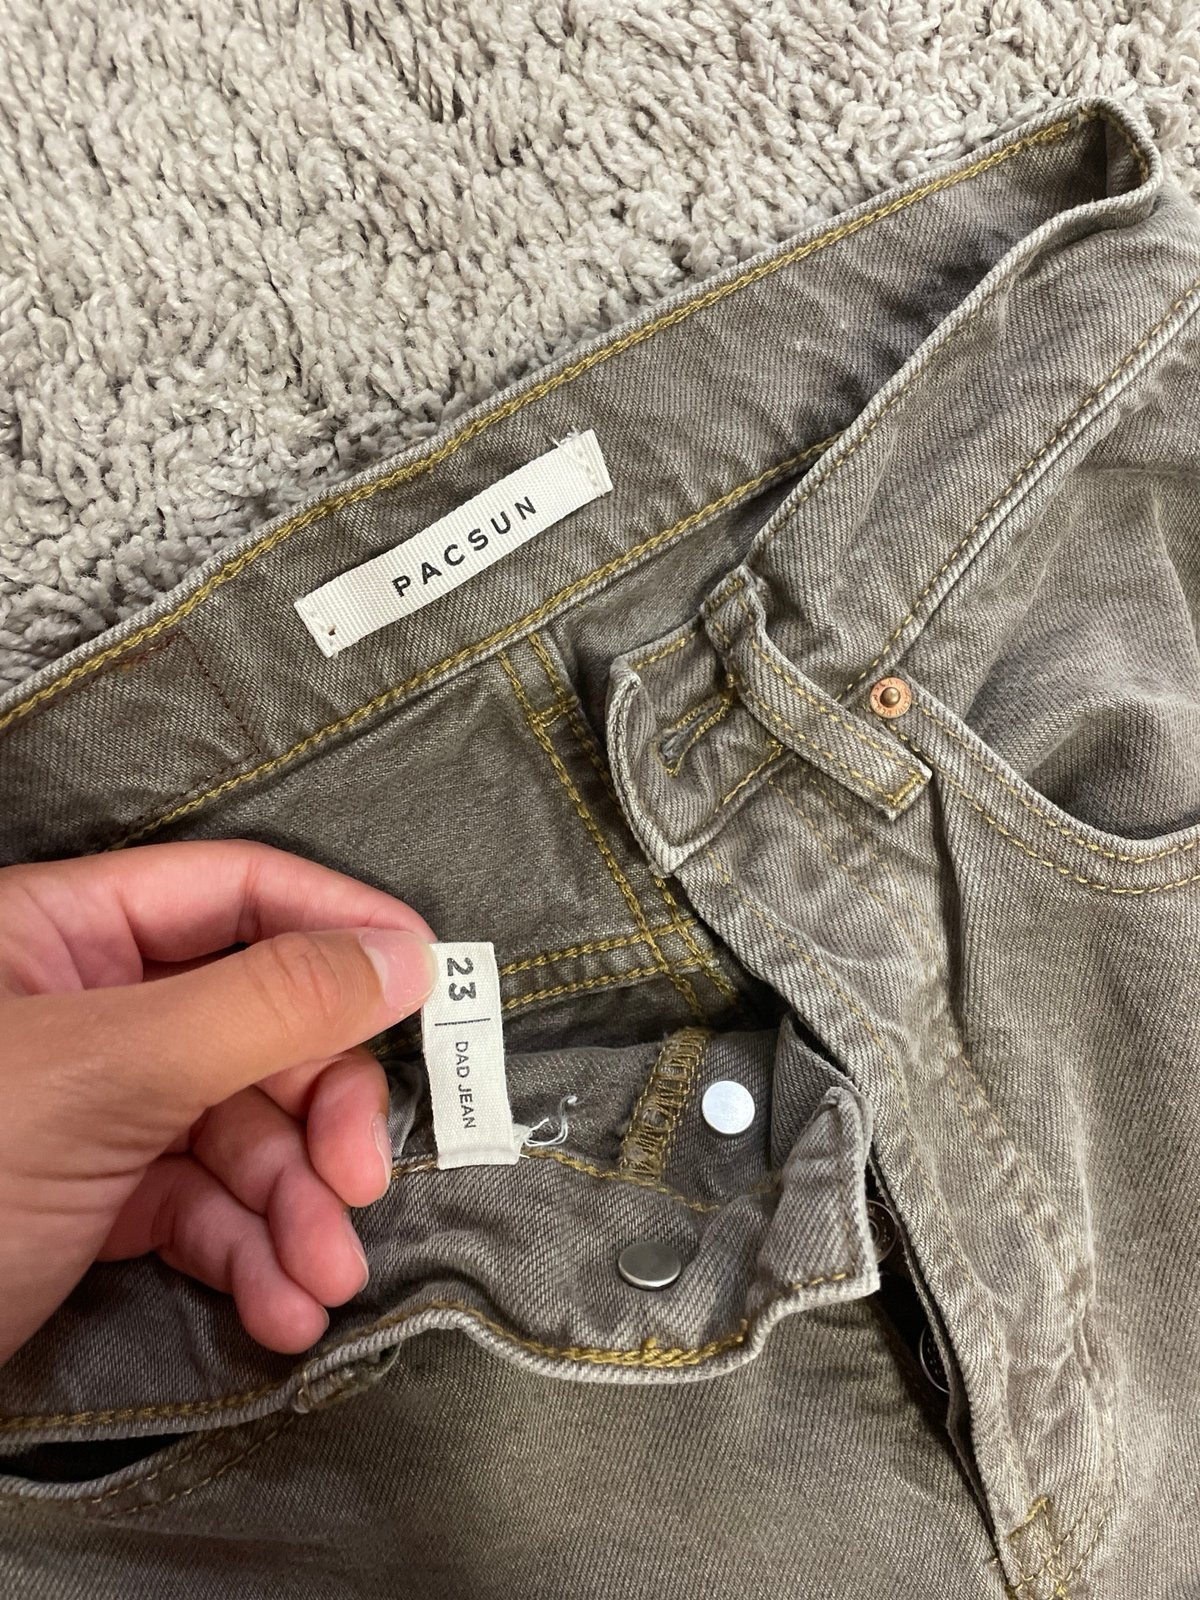 PACSUN
23 | DAD JEAN